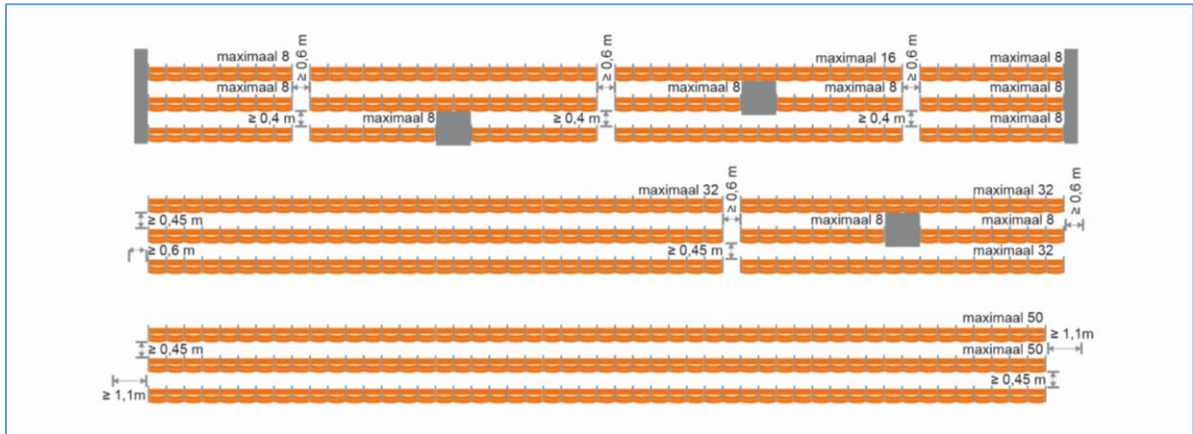 maximaal 8
≥ 0,6 m
≥ 0,6 m
maximaal 16
≥ 0,6 m
maximaal 8
maximaal 8
maximaal 8
maximaal 8
maximaal 8
≥ 0,4 m
maximaal 8
≥ 0,4 m
≥ 0,4 m
maximaal 8
maximaal 32
≥ 0,6 m
maximaal 32
≥ 0,6 m
≥ 0,45 m
maximaal 8
maximaal 8
≥ 0,6 m
≥ 0,45 m
maximaal 32
maximaal 50
≥ 1,1m
≥ 0,45 m
maximaal 50
≥ 0,45 m
≥ 1,1m